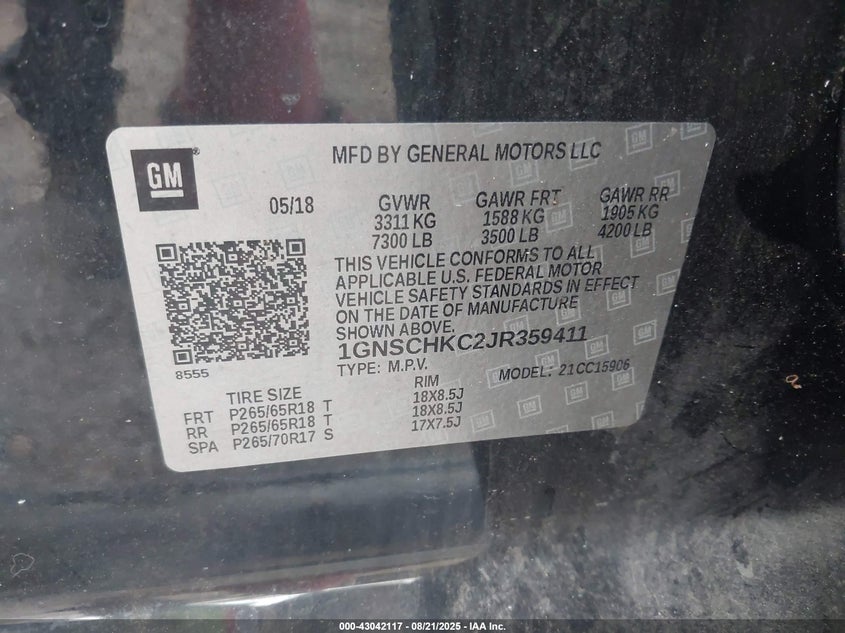 GM
MFD BY GENERAL MOTORS LLC
05/18
GVWR GAWR FRT GAWR RR
3311 KG 1588 KG 1905 KG
7300 LB 3500 LB 4200 LB
THIS VEHICLE CONFORMS TO ALL
APPLICABLE U.S. FEDERAL MOTOR
VEHICLE SAFETY STANDARDS IN EFFECT
ON THE DATE OF MANUFACTURE
SHOWN ABOVE.
1GNSCHKC2JR359411
8555
TYPE: M.P.V. MODEL: 21CC15906
TIRE SIZE RIM
FRT P265/65R18 T 18X8.5J
RR P265/65R18 T 18X8.5J
SPA P265/70R17 S 17X7.5J
000-43042117 - 08/21/2025 - IAA Inc.